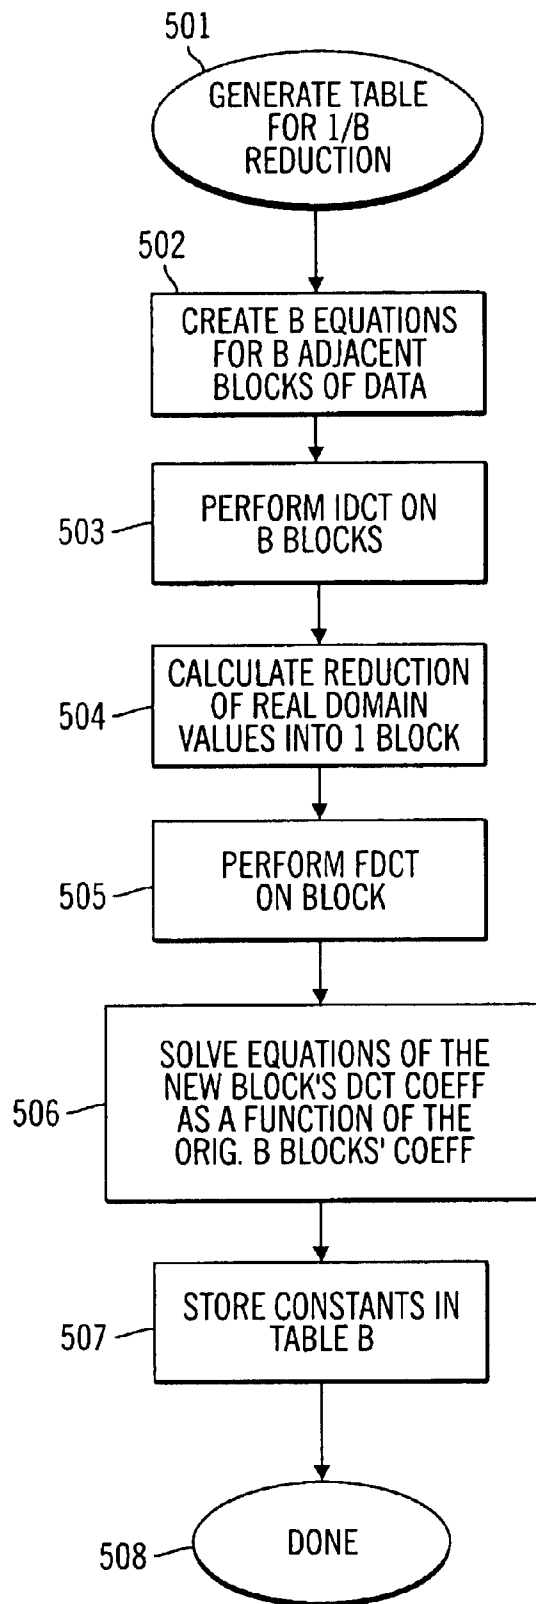 501
GENERATE TABLE
FOR 1/B
REDUCTION
502
CREATE B EQUATIONS
FOR B ADJACENT
BLOCKS OF DATA
503
PERFORM IDCT ON
B BLOCKS
504
CALCULATE REDUCTION
OF REAL DOMAIN
VALUES INTO 1 BLOCK
505
PERFORM FDCT
ON BLOCK
506
SOLVE EQUATIONS OF THE
NEW BLOCK'S DCT COEFF
AS A FUNCTION OF THE
ORIG. B BLOCKS' COEFF
507
STORE CONSTANTS IN
TABLE B
508
DONE